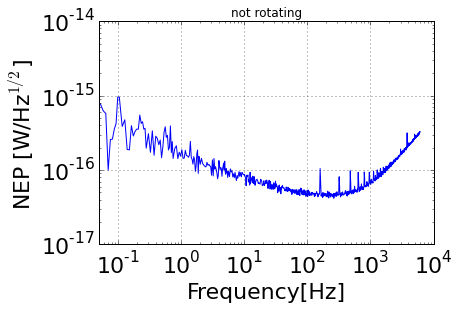 not rotating
NEP [W/Hz^{1/2}]
10^{-14}
10^{-15}
10^{-16}
10^{-17}
10^{-1} 10^{0} 10^{1} 10^{2} 10^{3} 10^{4}
Frequency[Hz]